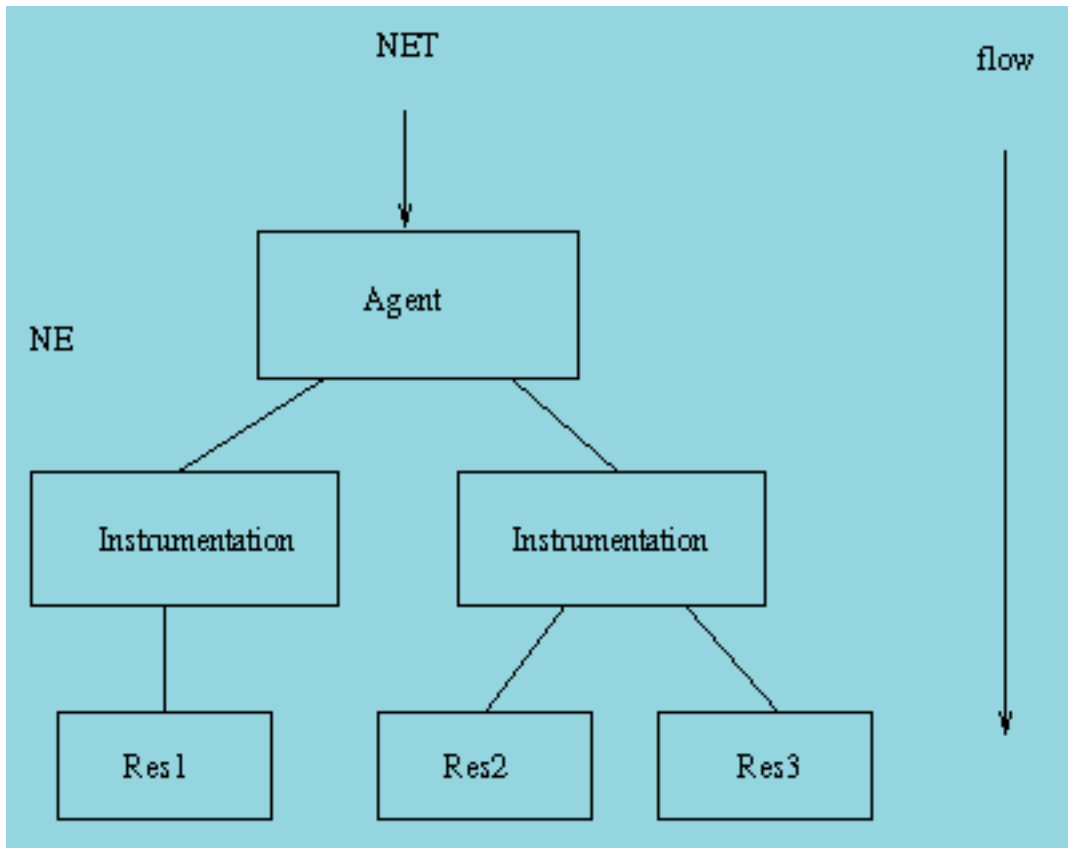 NET
flow
Agent
NE
Instrumentation
Instrumentation
Res1
Res2
Res3